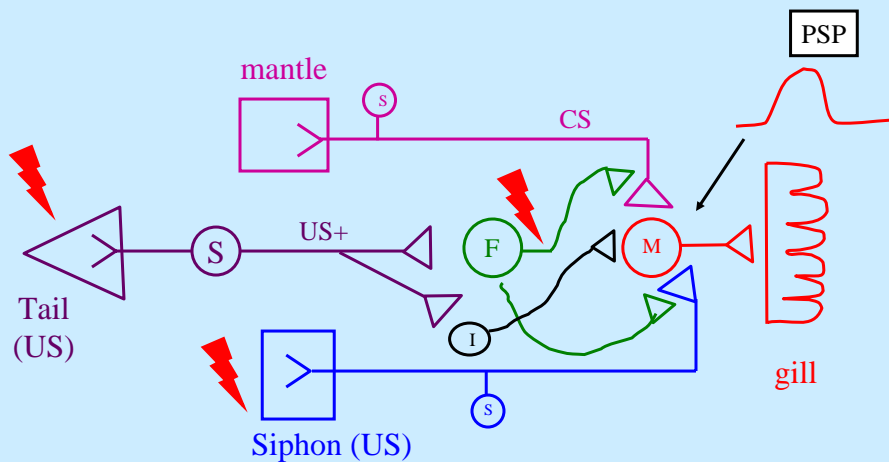 PSP
mantle
S
CS
US+
S
F
M
Tail
(US)
I
gill
S
Siphon (US)